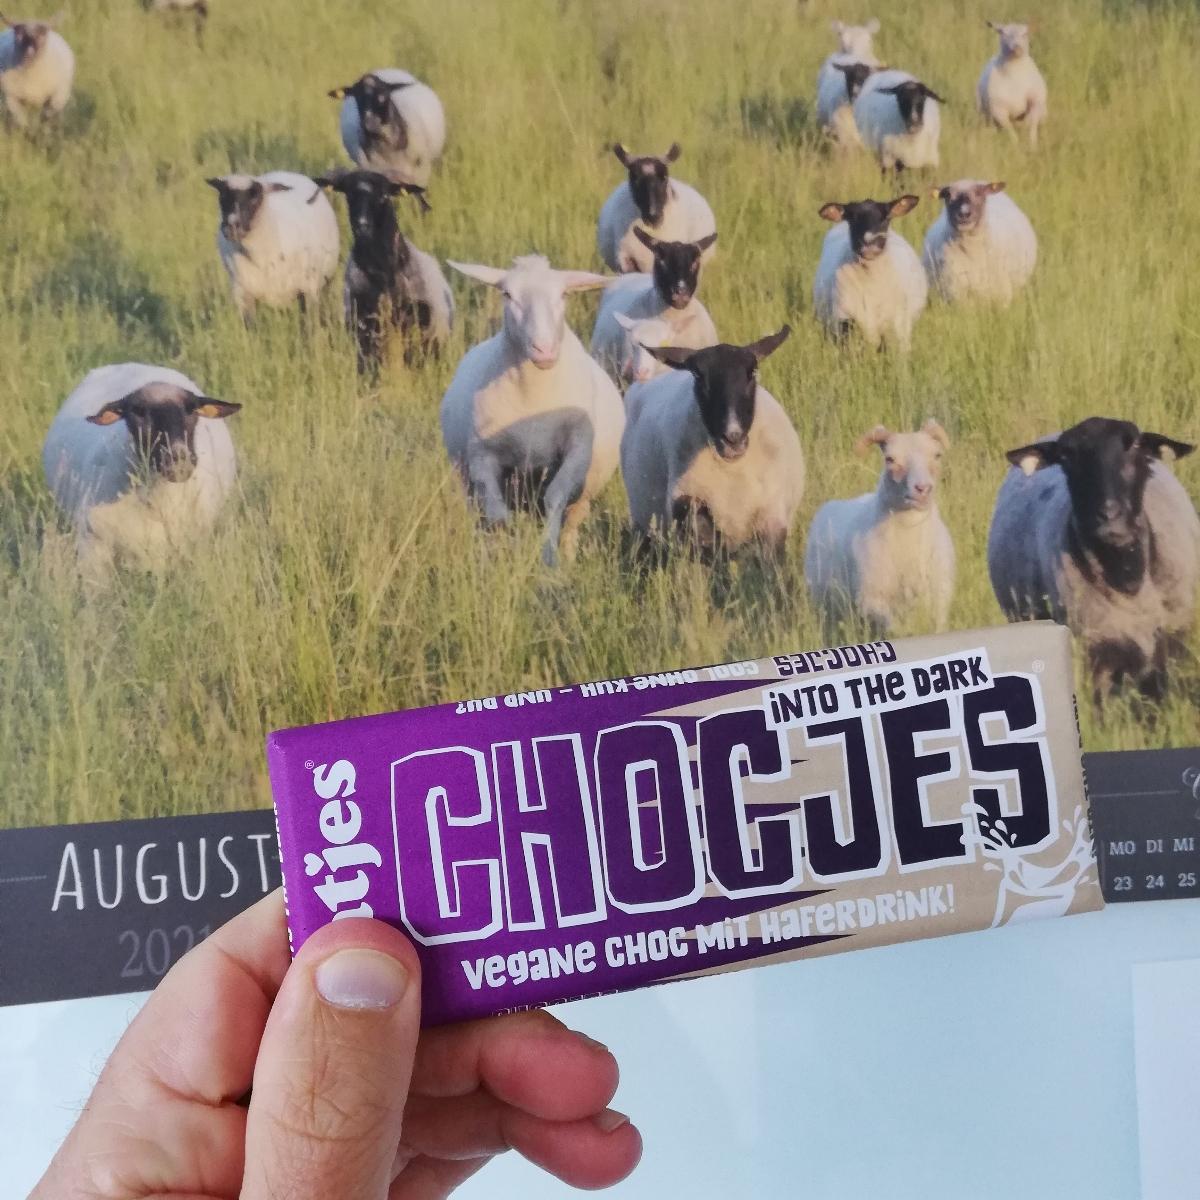 COOL OHNE KUH – UND DU? CHOCJES
INTO THE DARK
CHOCJES®
VEGANE CHOC MIT HAFERDRINK!
AUGUST
2021
MO DI MI
23 24 25